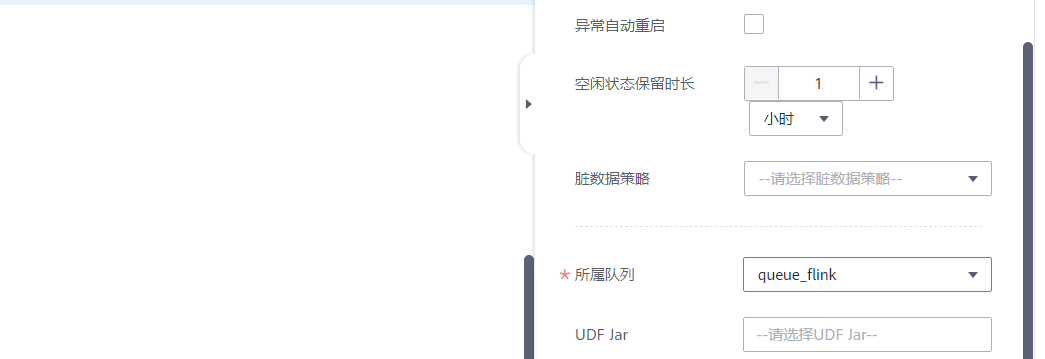 异常自动重启
空闲状态保留时长
1
小时
脏数据策略
--请选择脏数据策略--
* 所属队列
queue_flink
UDF Jar
--请选择UDF Jar--